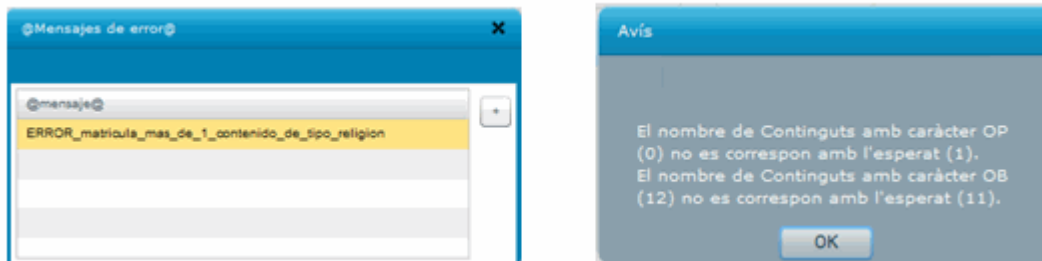 @Mensajes de error@
@mensaje@
ERROR_matricula_mas_de_1_contenido_de_tipo_religion
Avís
El nombre de Continguts amb caràcter OP
(0) no es correspon amb l'esperat (1).
El nombre de Continguts amb caràcter OB
(12) no es correspon amb l'esperat (11).
OK